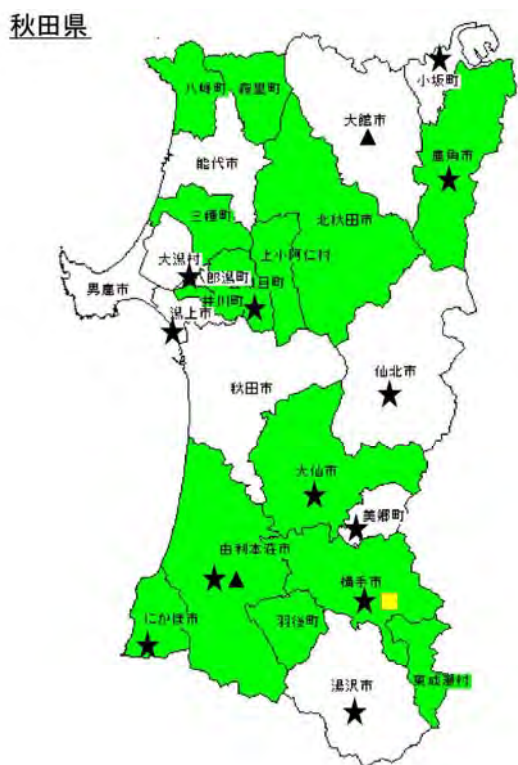 秋田県
小坂町
八峰町
藤里町
大館市
鹿角市
能代市
三種町
北秋田市
上小阿仁村
大潟村
八郎潟町
五城目町
男鹿市
井川町
潟上市
仙北市
秋田市
大仙市
美郷町
由利本荘市
横手市
にかほ市
羽後町
東成瀬村
湯沢市